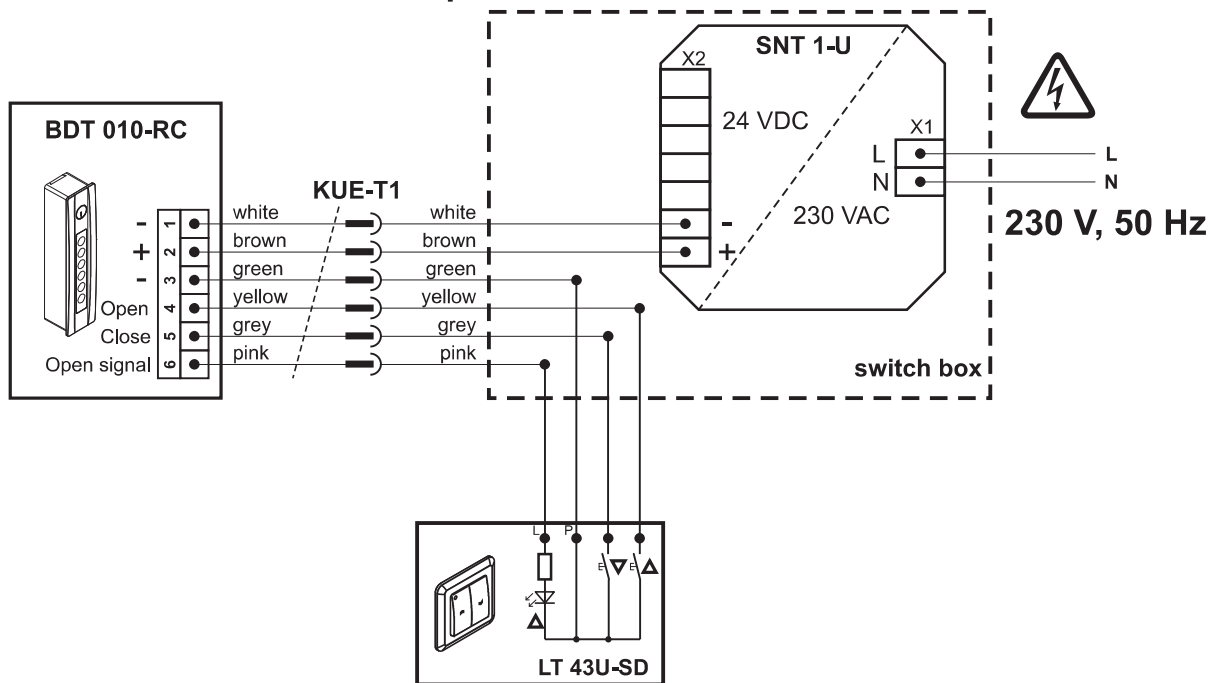 SNT 1-U
X2
24 VDC
X1
L
L
N
N
230 VAC
230 V, 50 Hz
-
+
switch box
BDT 010-RC
KUE-T1
- 1 white white
+ 2 brown brown
- 3 green green
Open 4 yellow yellow
Close 5 grey grey
Open signal 6 pink pink
L P
E E
LT 43U-SD